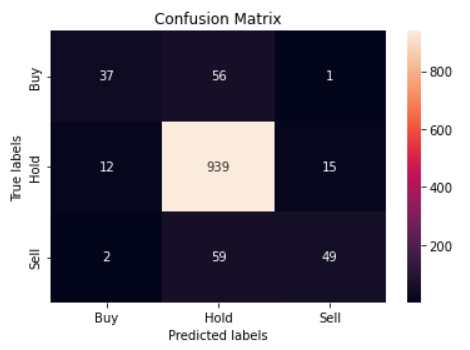 Confusion Matrix
True labels
Buy
37 56 1
Hold
12 939 15
Sell
2 59 49
Buy Hold Sell
Predicted labels
800
600
400
200